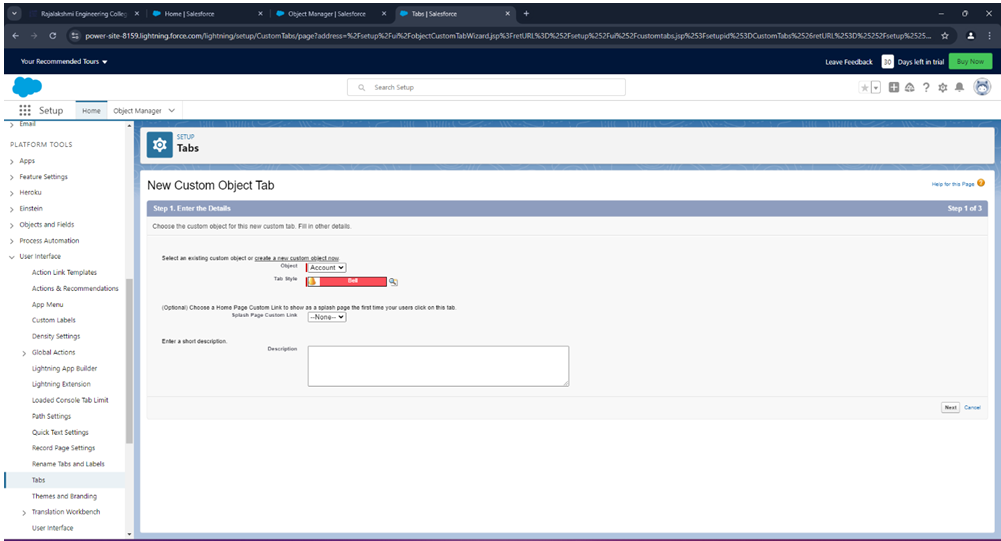 Rajalakshmi Engineering Colleg
Home | Salesforce
Object Manager | Salesforce
Tabs | Salesforce
power-site-8159.lightning.force.com/lightning/setup/CustomTabs/page?address=%2Fsetup%2Fui%2FobjectCustomTabWizard.jsp%3FretURL%3D%252Fsetup%252Fui%252Fcustomtabs.jsp%253Fsetupid%253DCustomTabs%2526retURL%253D%25252Fsetup%2525...
Your Recommended Tours
Leave Feedback 30 Days left in trial Buy Now
Search Setup
Setup Home Object Manager
Email
PLATFORM TOOLS
Apps
Feature Settings
Heroku
Einstein
Objects and Fields
Process Automation
User Interface
Action Link Templates
Actions & Recommendations
App Menu
Custom Labels
Density Settings
Global Actions
Lightning App Builder
Lightning Extension
Loaded Console Tab Limit
Path Settings
Quick Text Settings
Record Page Settings
Rename Tabs and Labels
Tabs
Themes and Branding
Translation Workbench
User Interface
SETUP
Tabs
New Custom Object Tab
Help for this Page
Step 1. Enter the Details Step 1 of 3
Choose the custom object for this new custom tab. Fill in other details.
Select an existing custom object or create a new custom object now.
Object Account
Tab Style Bell
(Optional) Choose a Home Page Custom Link to show as a splash page the first time your users click on this tab.
Splash Page Custom Link --None--
Enter a short description.
Description
Next Cancel